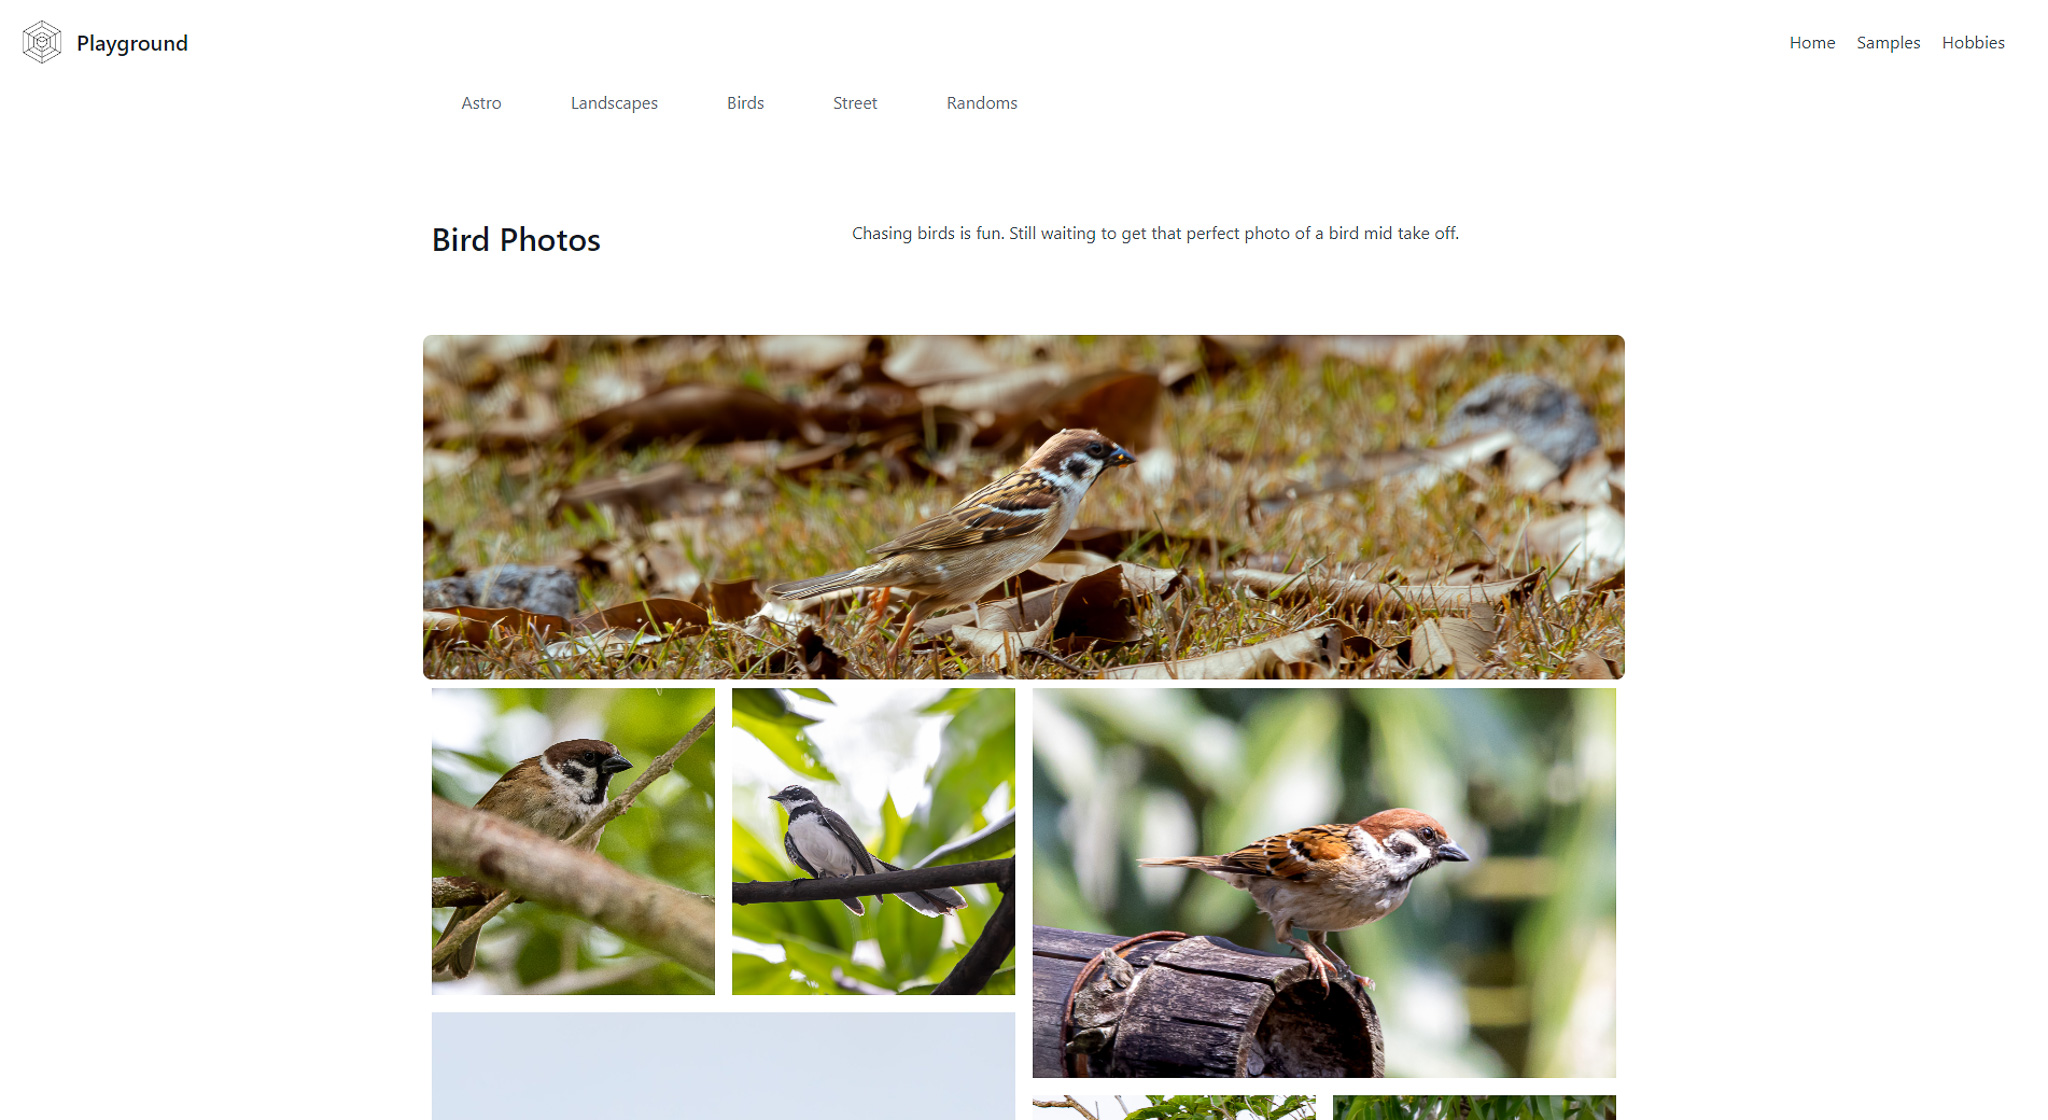 Playground
Home Samples Hobbies
Astro Landscapes Birds Street Randoms
Bird Photos
Chasing birds is fun. Still waiting to get that perfect photo of a bird mid take off.